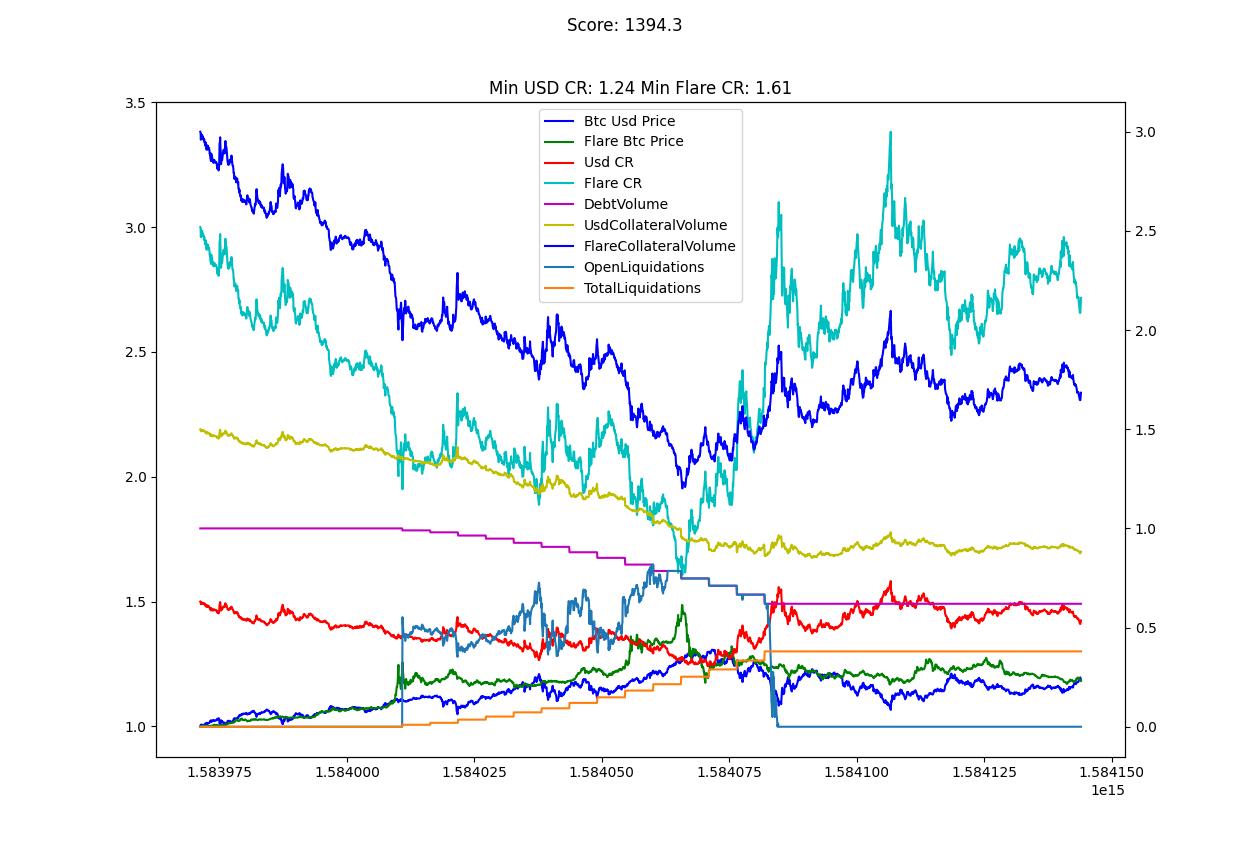 Score: 1394.3
Min USD CR: 1.24 Min Flare CR: 1.61
3.5
3.0
2.5
2.0
1.5
1.0
Btc Usd Price
Flare Btc Price
Usd CR
Flare CR
DebtVolume
UsdCollateralVolume
FlareCollateralVolume
OpenLiquidations
TotalLiquidations
3.0
2.5
2.0
1.5
1.0
0.5
0.0
1.583975 1.584000 1.584025 1.584050 1.584075 1.584100 1.584125 1.584150
1e15